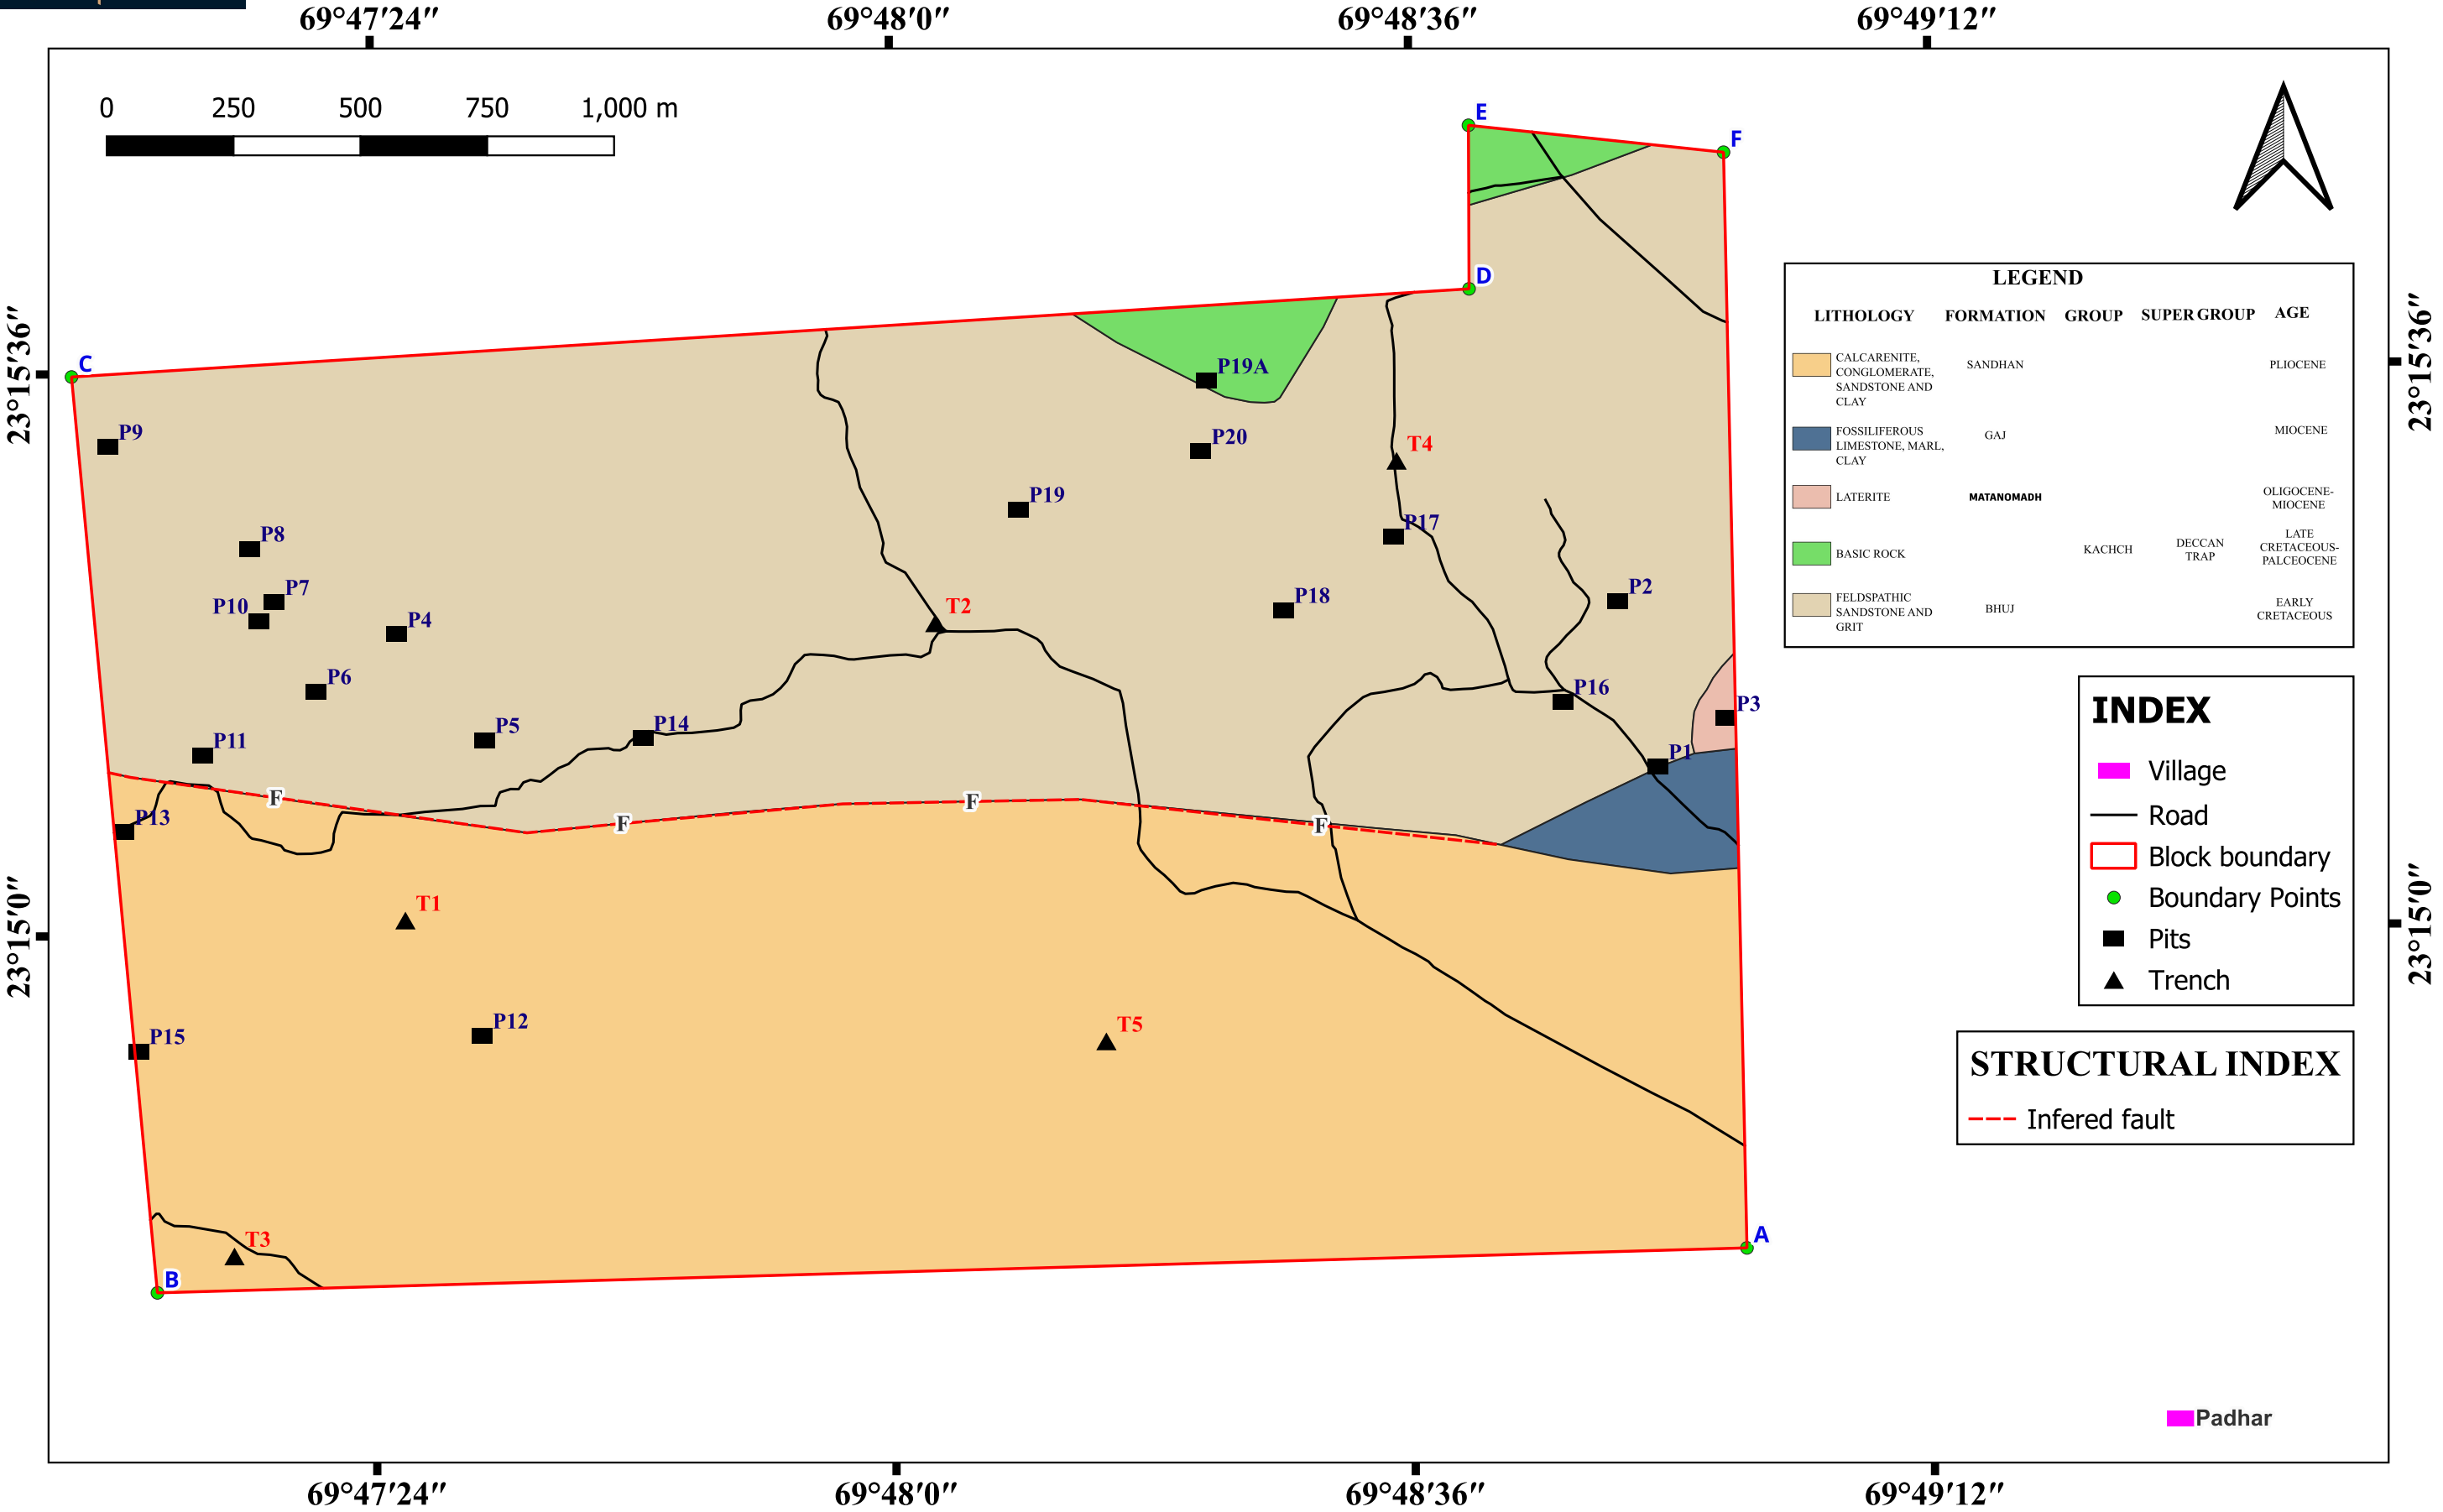 69°47′24″ 69°48′0″ 69°48′36″ 69°49′12″
0 250 500 750 1,000 m
E
F
D
C
23°15′36″
23°15′36″
LEGEND
LITHOLOGY FORMATION GROUP SUPER GROUP AGE
CALCARENITE,
CONGLOMERATE,
SANDSTONE AND
CLAY
SANDHAN
PLIOCENE
FOSSILIFEROUS
LIMESTONE, MARL,
CLAY
GAJ
MIOCENE
LATERITE
MATANOMADH
OLIGOCENE-
MIOCENE
BASIC ROCK
KACHCH
DECCAN
TRAP
LATE
CRETACEOUS-
PALCEOCENE
FELDSPATHIC
SANDSTONE AND
GRIT
BHUJ
EARLY
CRETACEOUS
P19A
P9
P20
T4
P19
P17
P8
P7
P2
P18
P10
T2
P4
P6
P16
P3
P14
P5
P11
P1
F
F
F
F
P13
T1
23°15′0″
23°15′0″
P12
T5
P15
A
T3
B
INDEX
Village
Road
Block boundary
Boundary Points
Pits
Trench
STRUCTURAL INDEX
Infered fault
Padhar
69°47′24″ 69°48′0″ 69°48′36″ 69°49′12″